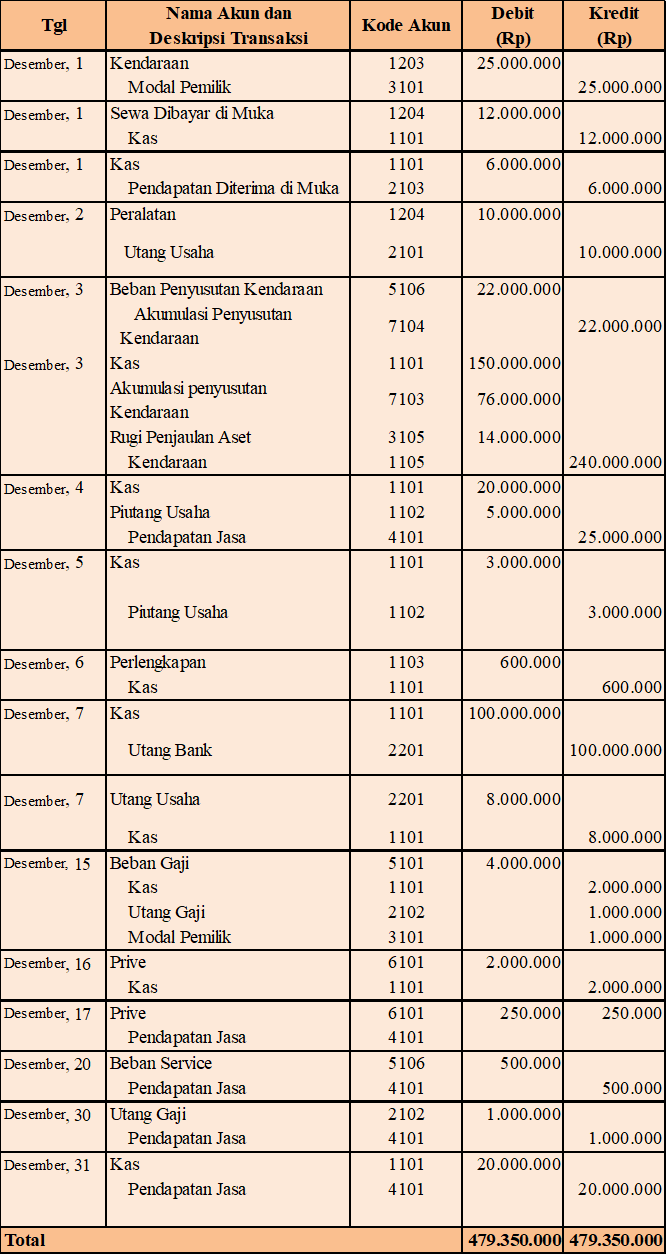 Tgl Nama Akun dan Deskripsi Transaksi Kode Akun Debit (Rp) Kredit (Rp)
Desember, 1 Kendaraan 1203 25.000.000
Modal Pemilik 3101 25.000.000
Desember, 1 Sewa Dibayar di Muka 1204 12.000.000
Kas 1101 12.000.000
Desember, 1 Kas 1101 6.000.000
Pendapatan Diterima di Muka 2103 6.000.000
Desember, 2 Peralatan 1204 10.000.000
Utang Usaha 2101 10.000.000
Desember, 3 Beban Penyusutan Kendaraan 5106 22.000.000
Akumulasi Penyusutan
Kendaraan 7104 22.000.000
Desember, 3 Kas 1101 150.000.000
Akumulasi penyusutan
Kendaraan 7103 76.000.000
Rugi Penjaulan Aset 3105 14.000.000
Kendaraan 1105 240.000.000
Desember, 4 Kas 1101 20.000.000
Piutang Usaha 1102 5.000.000
Pendapatan Jasa 4101 25.000.000
Desember, 5 Kas 1101 3.000.000
Piutang Usaha 1102 3.000.000
Desember, 6 Perlengkapan 1103 600.000
Kas 1101 600.000
Desember, 7 Kas 1101 100.000.000
Utang Bank 2201 100.000.000
Desember, 7 Utang Usaha 2201 8.000.000
Kas 1101 8.000.000
Desember, 15 Beban Gaji 5101 4.000.000
Kas 1101 2.000.000
Utang Gaji 2102 1.000.000
Modal Pemilik 3101 1.000.000
Desember, 16 Prive 6101 2.000.000
Kas 1101 2.000.000
Desember, 17 Prive 6101 250.000 250.000
Pendapatan Jasa 4101
Desember, 20 Beban Service 5106 500.000
Pendapatan Jasa 4101 500.000
Desember, 30 Utang Gaji 2102 1.000.000
Pendapatan Jasa 4101 1.000.000
Desember, 31 Kas 1101 20.000.000
Pendapatan Jasa 4101 20.000.000
Total 479.350.000 479.350.000